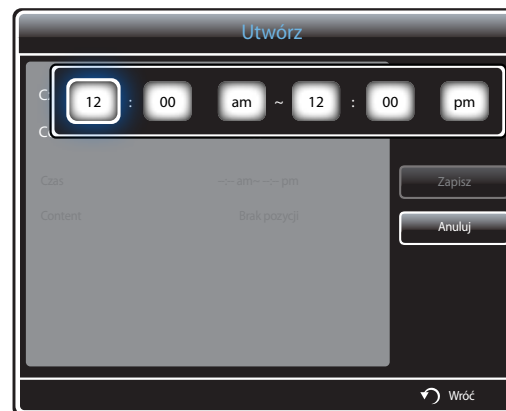 Utwórz
12 : 00 am ~ 12 : 00 pm
Czas --:-- am~ --:-- pm
Content Brak pozycji
Zapisz
Anuluj
Wróć